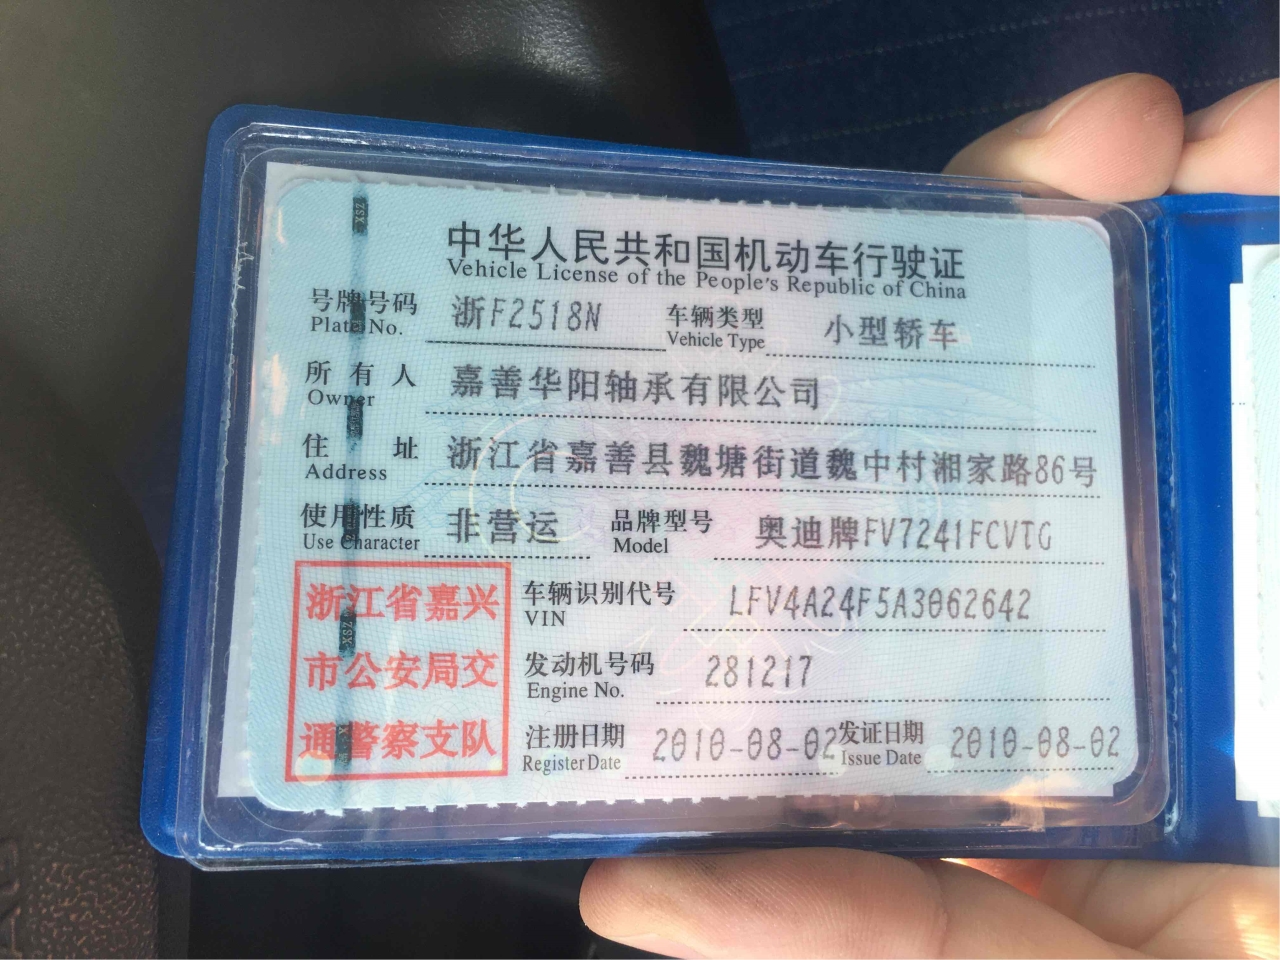 中华人民共和国机动车行驶证
Vehicle License of the People's Republic of China
号牌号码 浙F2518N 车辆类型 小型轿车
Plate No. Vehicle Type
所有人 嘉善华阳轴承有限公司
Owner
住址 浙江省嘉善县魏塘街道魏中村湘家路86号
Address
使用性质 非营运 品牌型号 奥迪牌FV7241FCVTG
Use Character Model
浙江省嘉兴
市公安局交
通警察支队
车辆识别代号 LFV4A24F5A3062642
VIN
发动机号码 281217
Engine No.
注册日期 2010-08-02 发证日期 2010-08-02
Register Date Issue Date